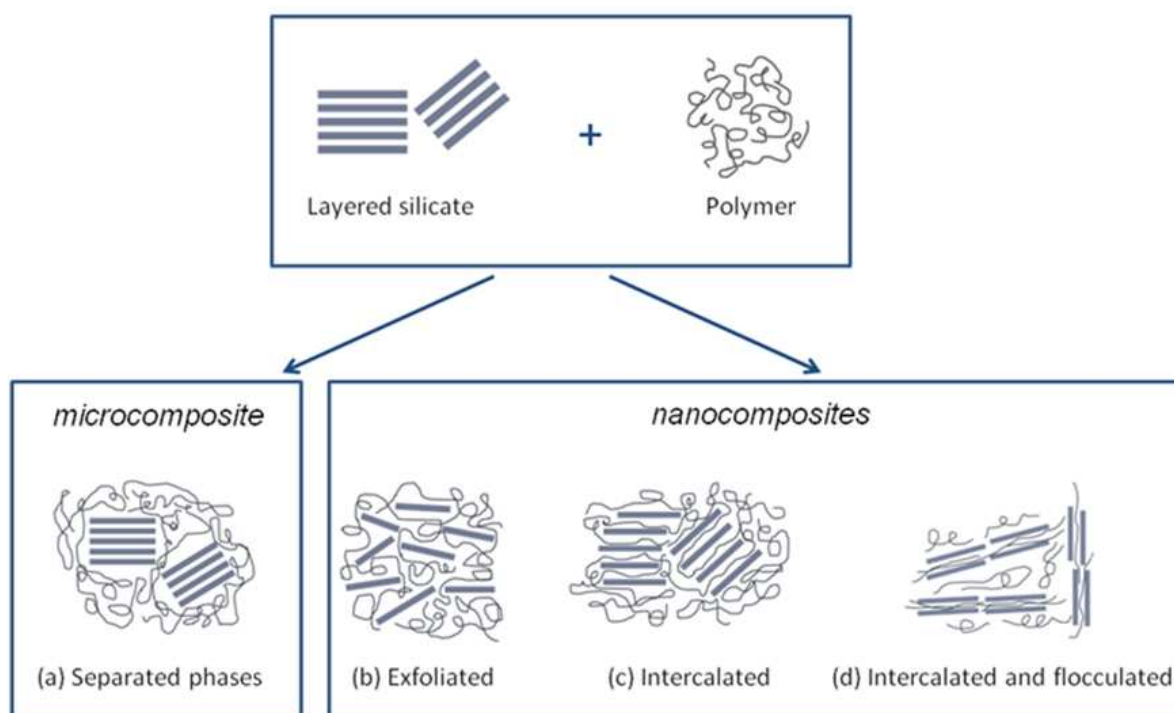 +
Layered silicate
Polymer
microcomposite
nanocomposites
(a) Separated phases
(b) Exfoliated
(c) Intercalated
(d) Intercalated and flocculated